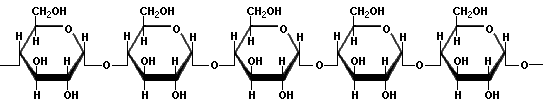 CH₂OH CH₂OH CH₂OH CH₂OH CH₂OH
O O O O O
H H H H H H H H H H H H H H H
OH H O OH H O OH H O OH H O OH H O
H OH H OH H OH H OH H OH